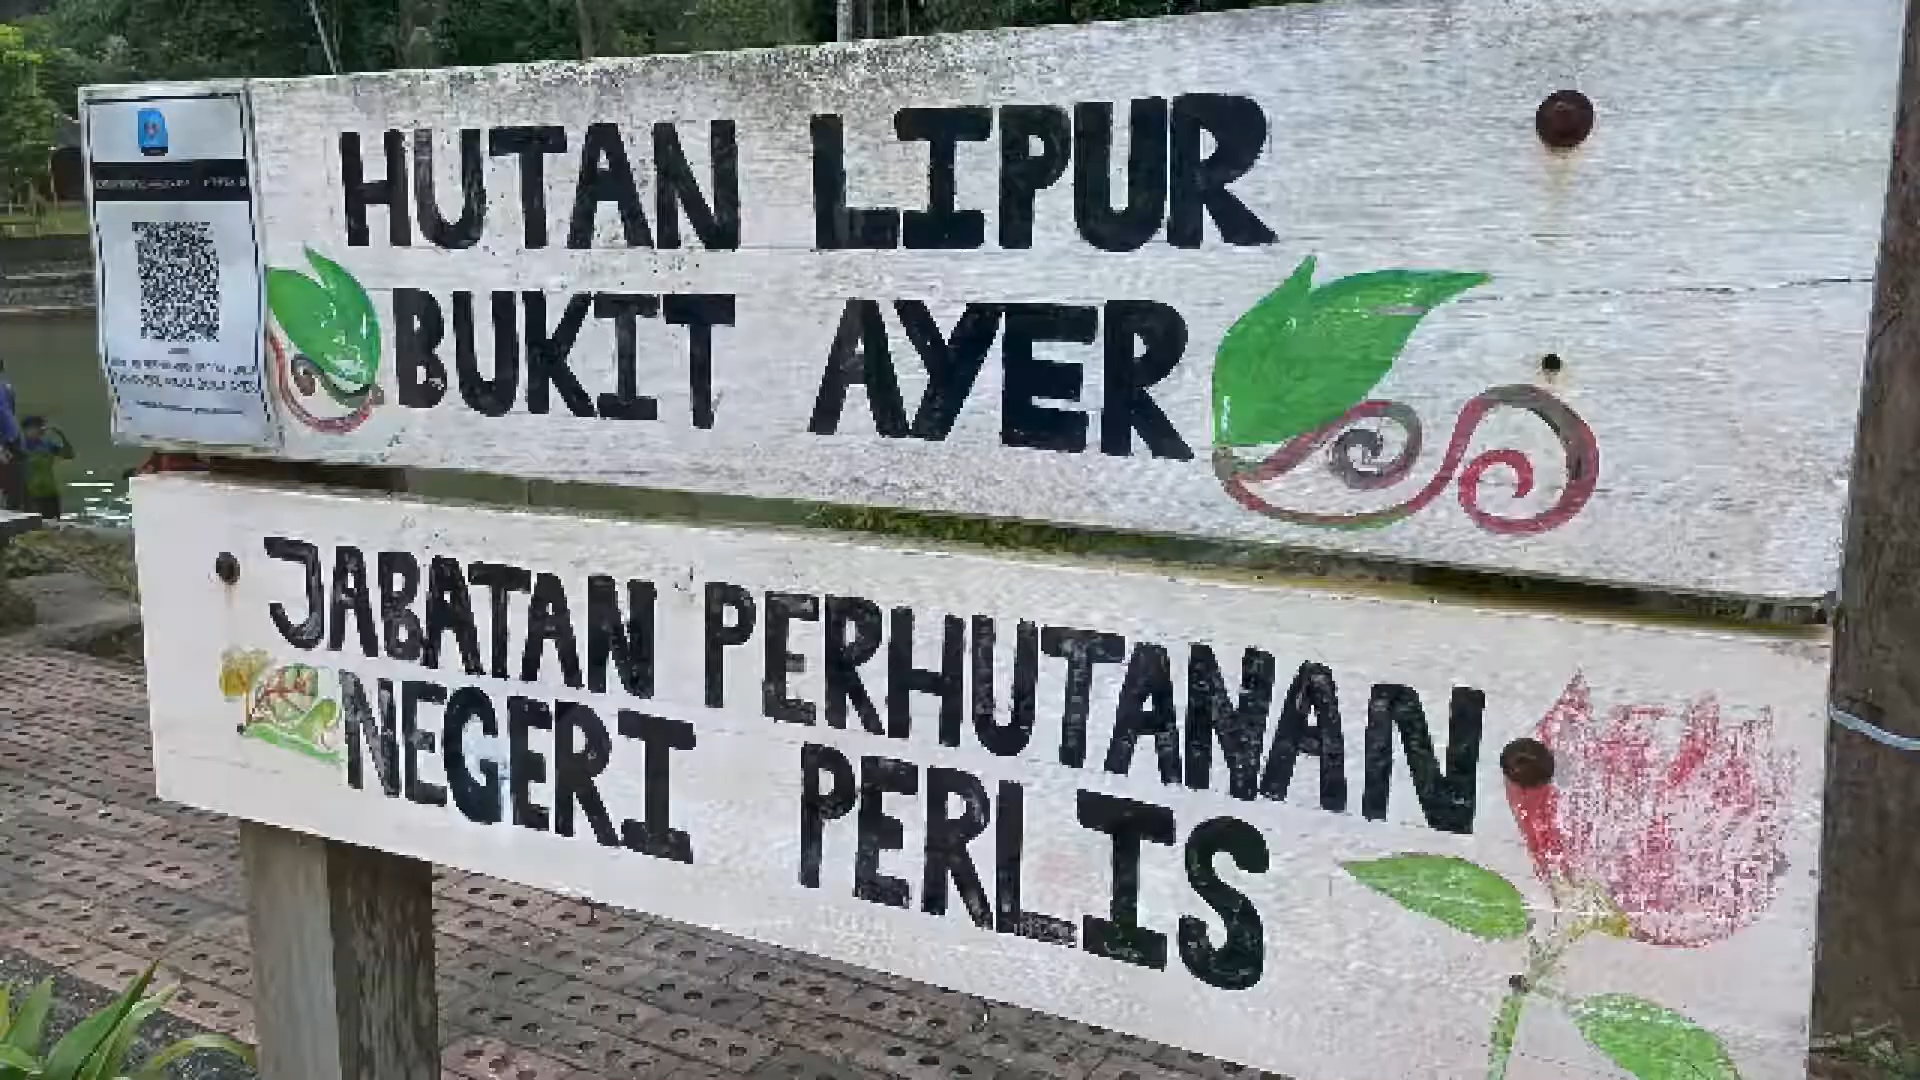 HUTAN LIPUR
BUKIT AYER
JABATAN PERHUTANAN
NEGERI PERLIS